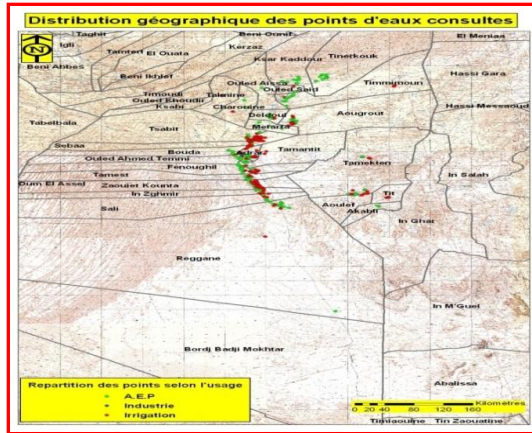 Distribution géographique des points d'eaux consultes
Taghit
Beni Ounif
El Meniaa
Igli
Tamtert
El Ouata
Kerzaz
Ksar Kaddour
Tinerkouk
Beni Abbes
Beni Ikhlef
Ouled Aissa
Ouled Said
Timmimoun
Hassi Gara
Timoudi
Talmine
Ouled Khoudir
Ksabi
Charouine
Deldoul
Hassi Messaoud
Tabelbala
Metarfa
Aougrout
Tsabit
Sebaa
Bouda
Adrar
Tamantit
Ouled Ahmed Temmi
Fenoughil
Tamekten
Tamest
In Salah
Oum El Assel
Zaouiet Kounta
In Zghmir
Tit
Aoulef
Akabli
Sali
In Ghar
Reggane
In M'Guel
Bordj Badji Mokhtar
Abalissa
Repartition des points selon l'usage
A.E.P
Industrie
Irrigation
Kilométres.
0 20 40 80 120 160
Timiaouine
Tin Zaouatine